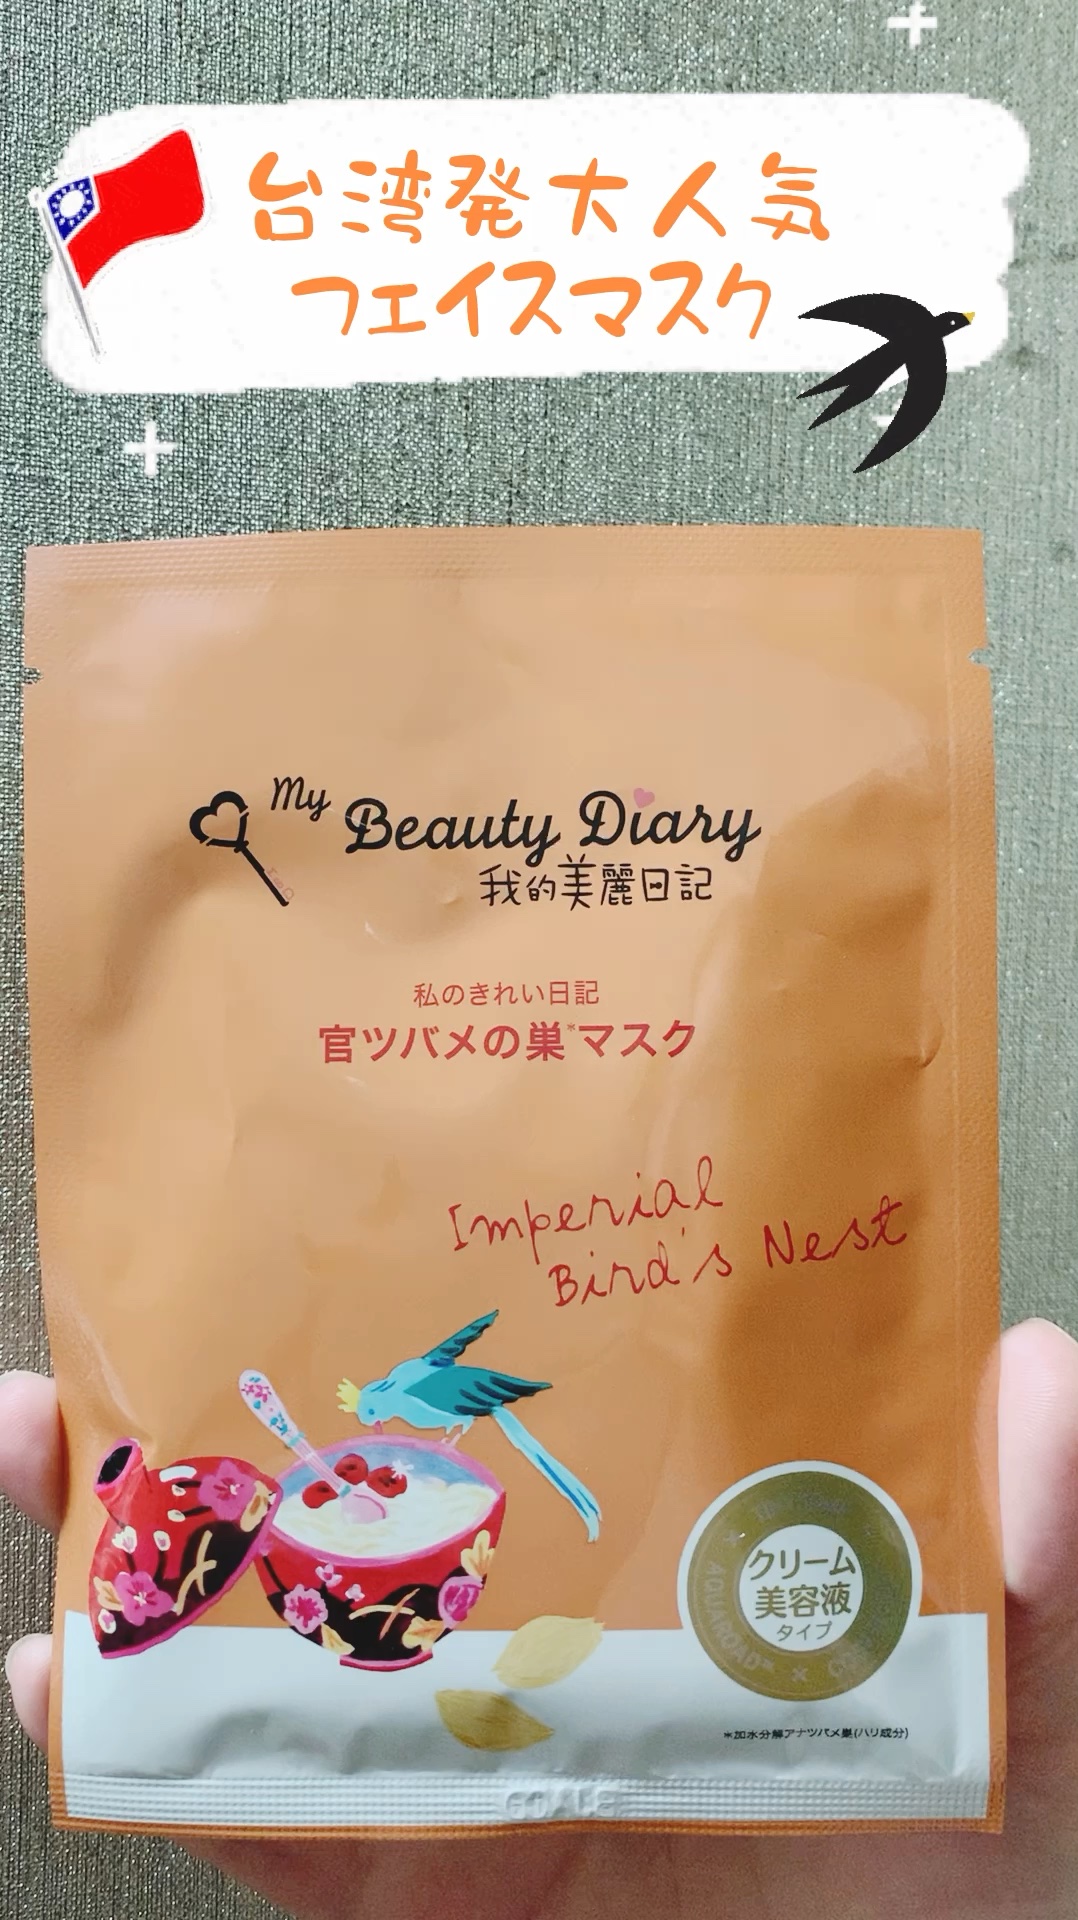 台湾発大人気
フェイスマスク
My Beauty Diary
我的美麗日記
私のきれい日記
官ツバメの巣*マスク
Imperial
Bird's Nest
クリーム
美容液
タイプ
AQUAROAD*
*加水分解アナツバメ巣(ハリ成分)